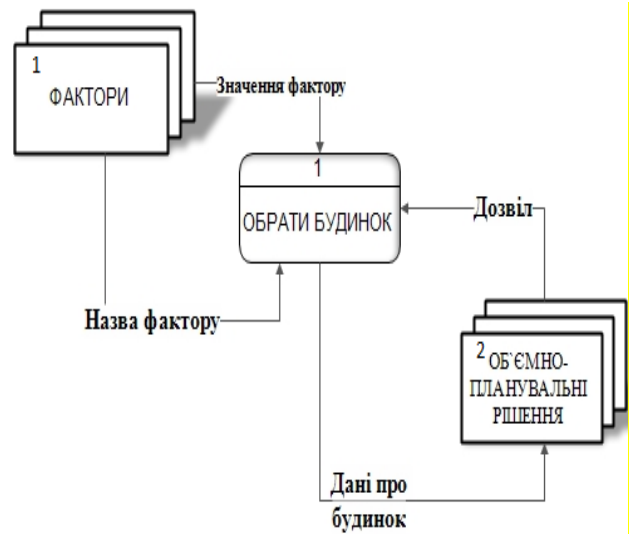 1
ФАКТОРИ
Значення фактору
1
ОБРАТИ БУДИНОК
Дозвіл
Назва фактору
2
ОБ`ЄМНО-
ПЛАНУВАЛЬНІ
РІШЕННЯ
Дані про
будинок